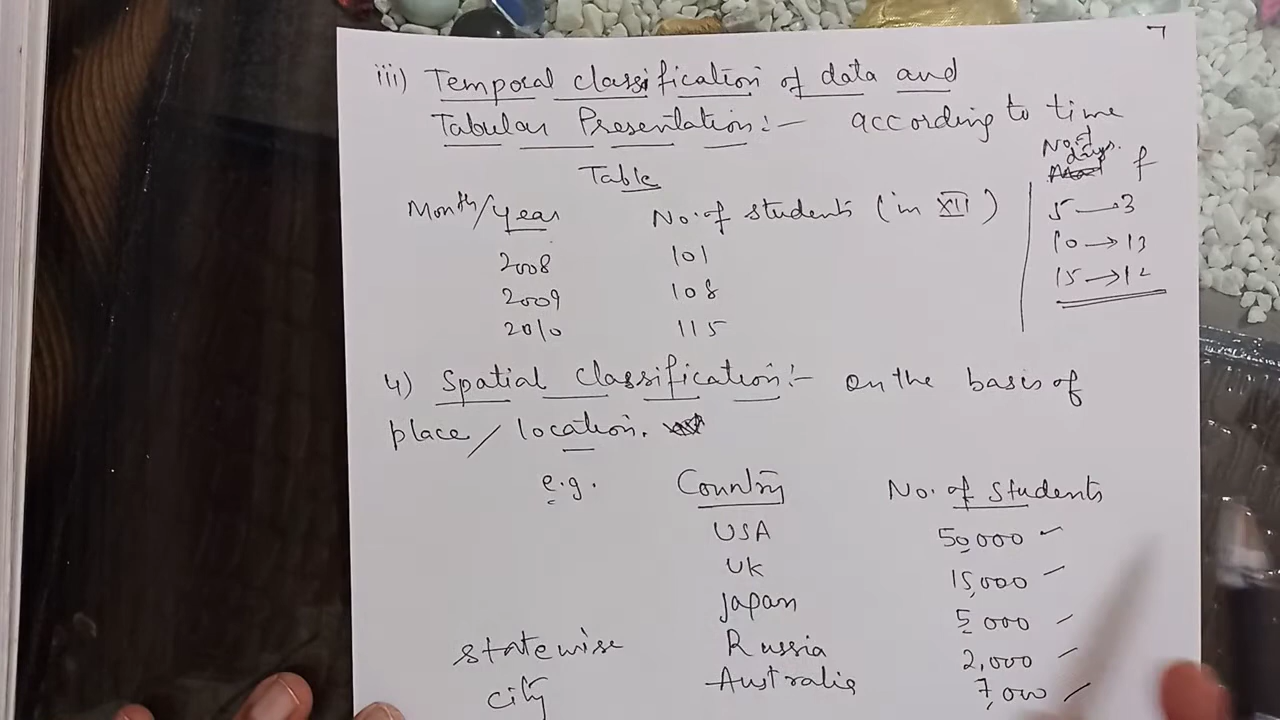 7
iii) Temporal classification of data and
Tabular Presentation:- according to time
Table
Month/year No. of students (in XII)
2008 101
2009 108
2010 115
No. of days. f
5 → 3
10 → 13
15 → 12
4) Spatial classification:- on the basis of
place/location.
e.g. Country No. of students
USA 50,000
UK 15,000
Japan 5,000
statewise Russia 2,000
city Australia 7,000